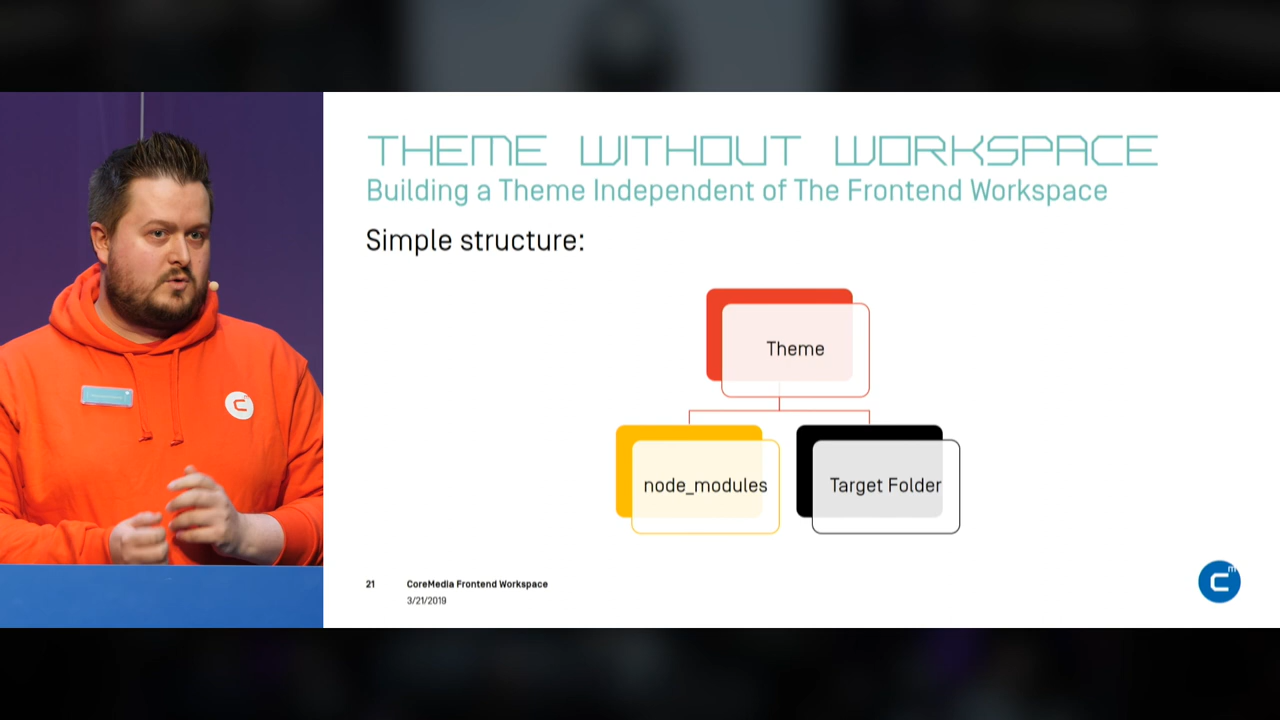 THEME WITHOUT WORKSPACE
Building a Theme Independent of The Frontend Workspace
Simple structure:
Theme
node_modules
Target Folder
21
CoreMedia Frontend Workspace
3/21/2019